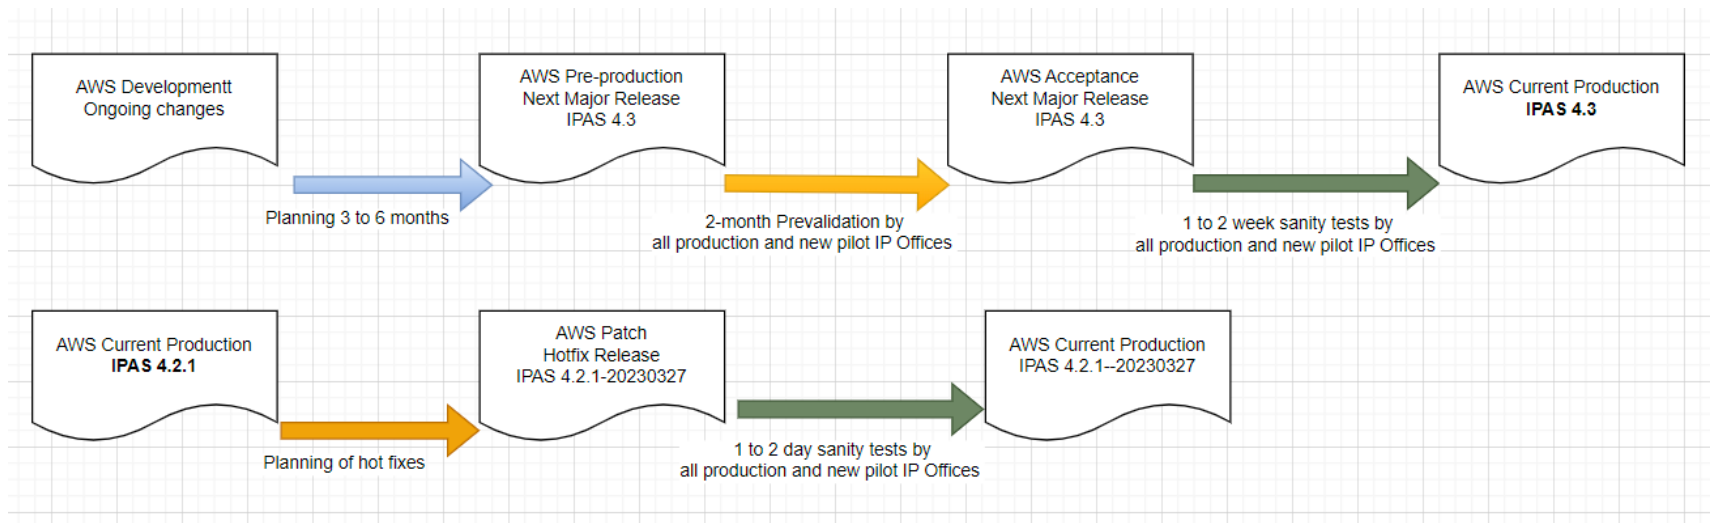 AWS Developmentt
Ongoing changes
AWS Pre-production
Next Major Release
IPAS 4.3
AWS Acceptance
Next Major Release
IPAS 4.3
AWS Current Production
IPAS 4.3
Planning 3 to 6 months
2-month Prevalidation by
all production and new pilot IP Offices
1 to 2 week sanity tests by
all production and new pilot IP Offices
AWS Current Production
IPAS 4.2.1
AWS Patch
Hotfix Release
IPAS 4.2.1-20230327
AWS Current Production
IPAS 4.2.1--20230327
Planning of hot fixes
1 to 2 day sanity tests by
all production and new pilot IP Offices